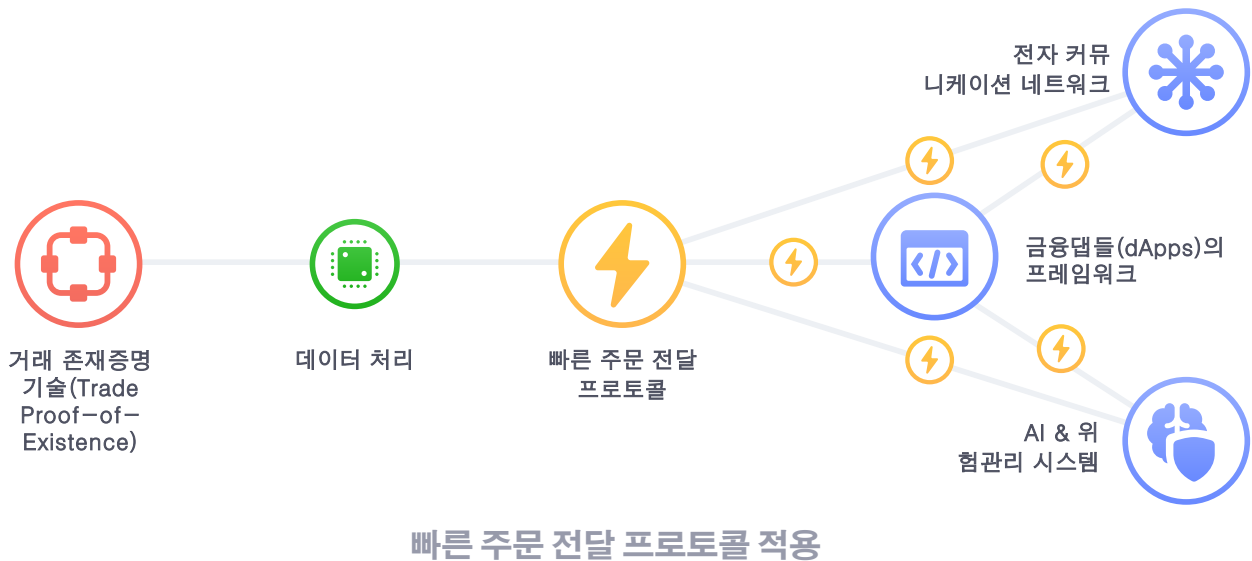 전자 커뮤
니케이션 네트워크
금융댑들(dApps)의
프레임워크
거래 존재증명
기술(Trade
Proof-of-
Existence)
데이터 처리
빠른 주문 전달
프로토콜
AI & 위
험관리 시스템
빠른 주문 전달 프로토콜 적용